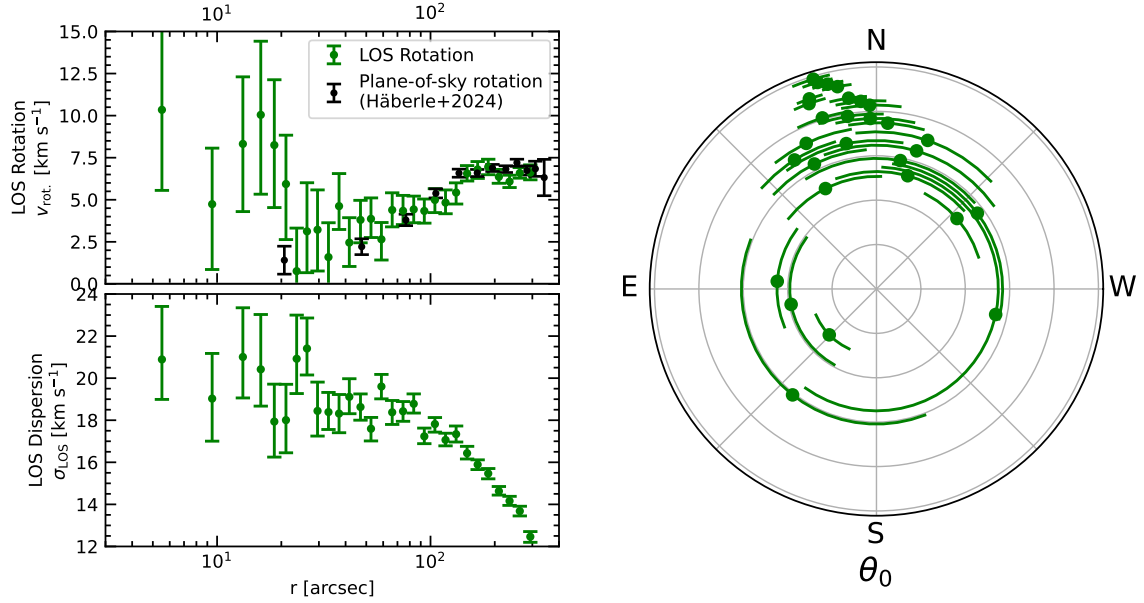 10¹ 10²
15.0
12.5
10.0
7.5
5.0
2.5
0.0
LOS Rotation
v_rot. [km s⁻¹]
LOS Rotation
Plane-of-sky rotation
(Häberle+2024)
24
22
20
18
16
14
12
LOS Dispersion
σ_LOS [km s⁻¹]
10¹ 10²
r [arcsec]
N
E W
S
θ₀